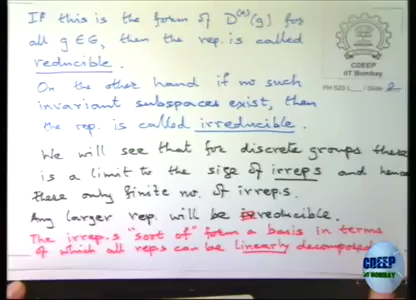 If this is the form of D⁽ⁿ⁾(g) for
all g ∈ G, then the rep. is called
reducible.
On the other hand if no such
invariant subspaces exist, then
the rep. is called irreducible.
We will see that for discrete groups there
is a limit to the size of irreps and hence
these only finite no. of irrep.s.
Any larger rep. will be reducible.
The irrep.s "sort of" form a basis in terms
of which all reps can be linearly decomposed
CDEEP
IIT Bombay
PH 520 L___ / Slide 2
CDEEP
IIT BOMBAY